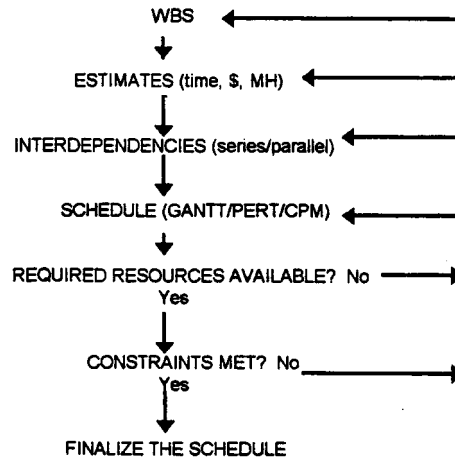 WBS
ESTIMATES (time, $, MH)
INTERDEPENDENCIES (series/parallel)
SCHEDULE (GANTT/PERT/CPM)
REQUIRED RESOURCES AVAILABLE? No
Yes
CONSTRAINTS MET? No
Yes
FINALIZE THE SCHEDULE